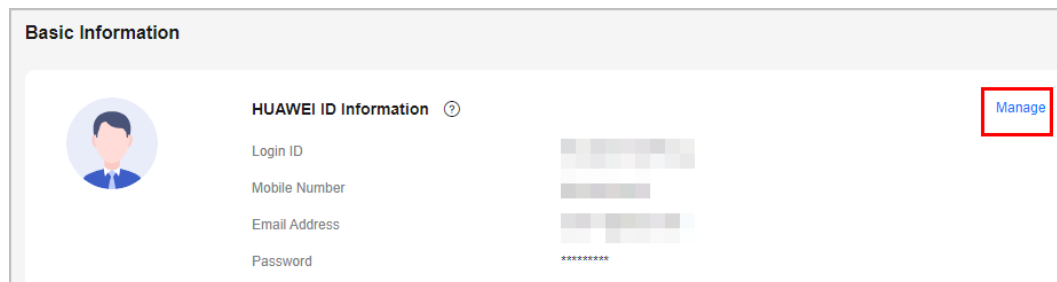 Basic Information
HUAWEI ID Information ?
Manage
Login ID
Mobile Number
Email Address
Password *********